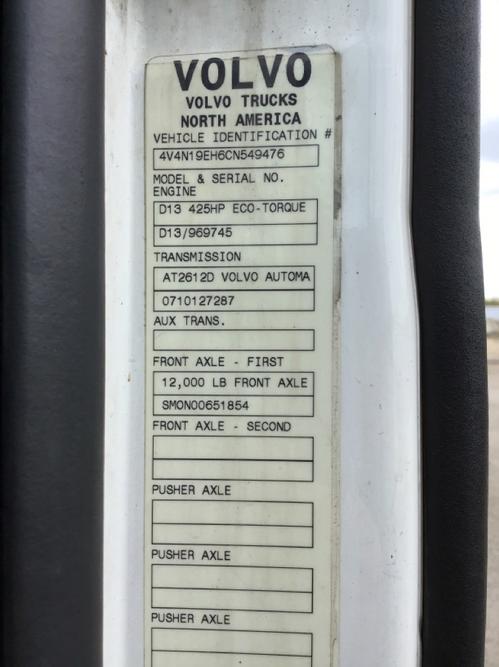 VOLVO
VOLVO TRUCKS
NORTH AMERICA
VEHICLE IDENTIFICATION #
4V4N19EH6CN549476
MODEL & SERIAL NO.
ENGINE
D13 425HP ECO-TORQUE
D13/969745
TRANSMISSION
AT2612D VOLVO AUTOMA
0710127287
AUX TRANS.
FRONT AXLE - FIRST
12,000 LB FRONT AXLE
SMON00651854
FRONT AXLE - SECOND
PUSHER AXLE
PUSHER AXLE
PUSHER AXLE